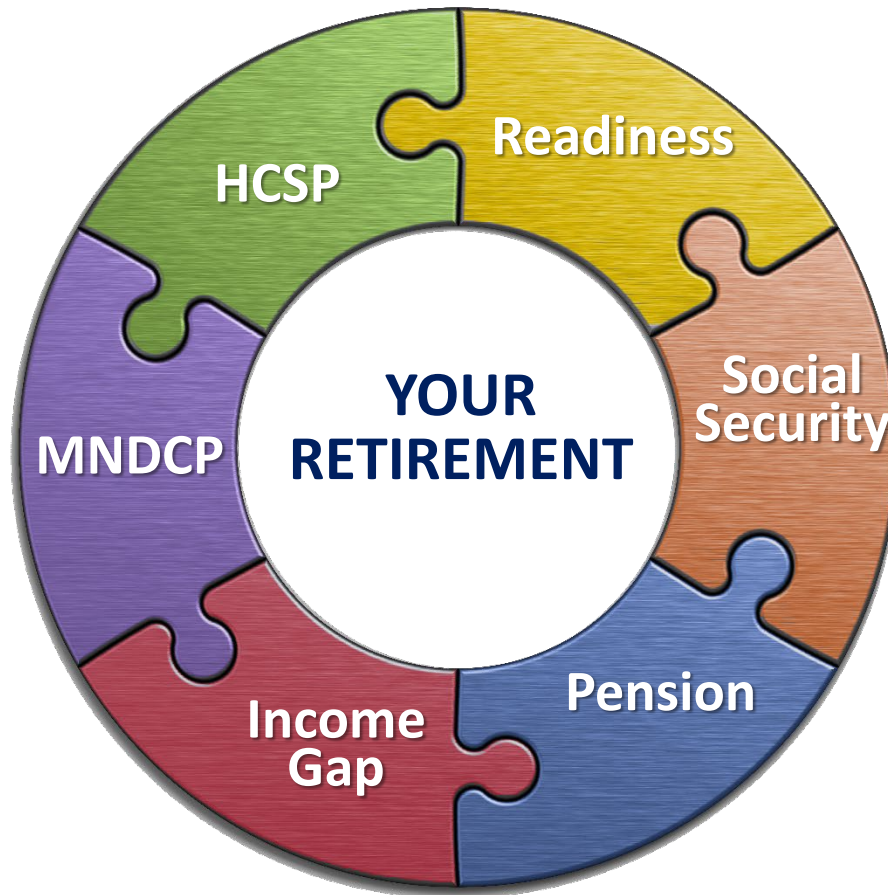 HCSP
Readiness
Social
Security
Pension
Income
Gap
MNDCP
YOUR
RETIREMENT